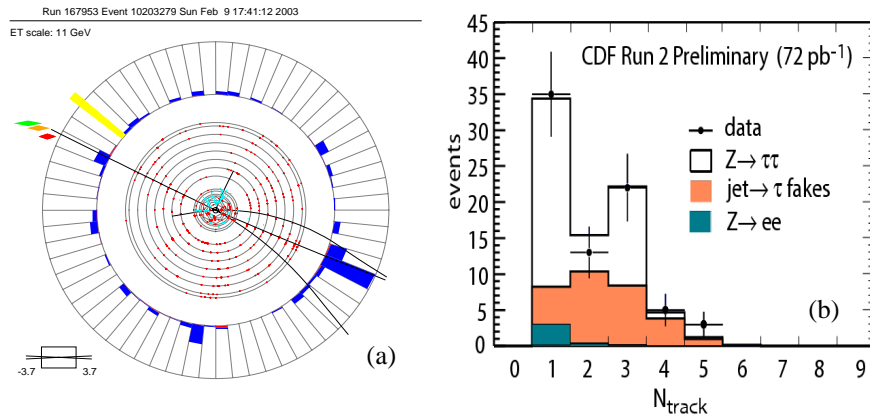 Run 167953 Event 10203279 Sun Feb 9 17:41:12 2003
ET scale: 11 GeV
-3.7 3.7
(a)
CDF Run 2 Preliminary (72 pb-1)
data
Z→ ττ
jet→ τ fakes
Z→ ee
(b)
events
50
45
40
35
30
25
20
15
10
5
0
0 1 2 3 4 5 6 7 8 9
Ntrack